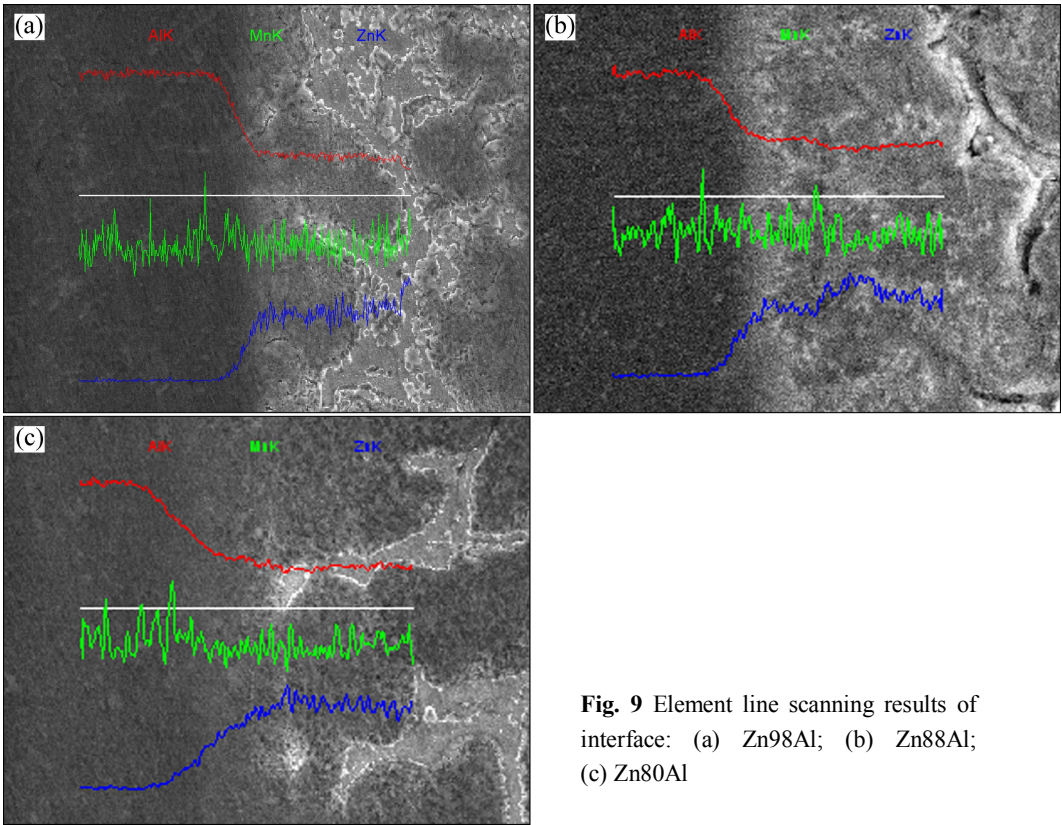 (a)
AlK MnK ZnK
(b)
AlK MnK ZnK
(c)
AlK MnK ZnK
Fig. 9 Element line scanning results of
interface: (a) Zn98Al; (b) Zn88Al;
(c) Zn80Al